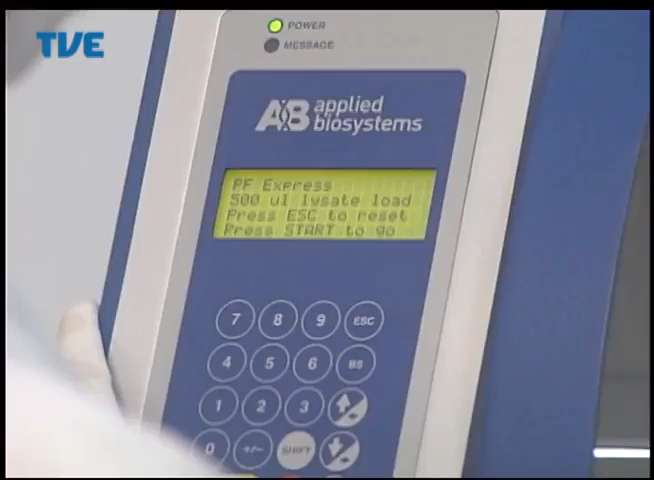 TVE
POWER
MESSAGE
AB applied
biosystems
PF Express
500 ul lysate load
Press ESC to reset
Press START to go
7 8 9 ESC
4 5 6 BS
1 2 3
0 +/- SHIFT